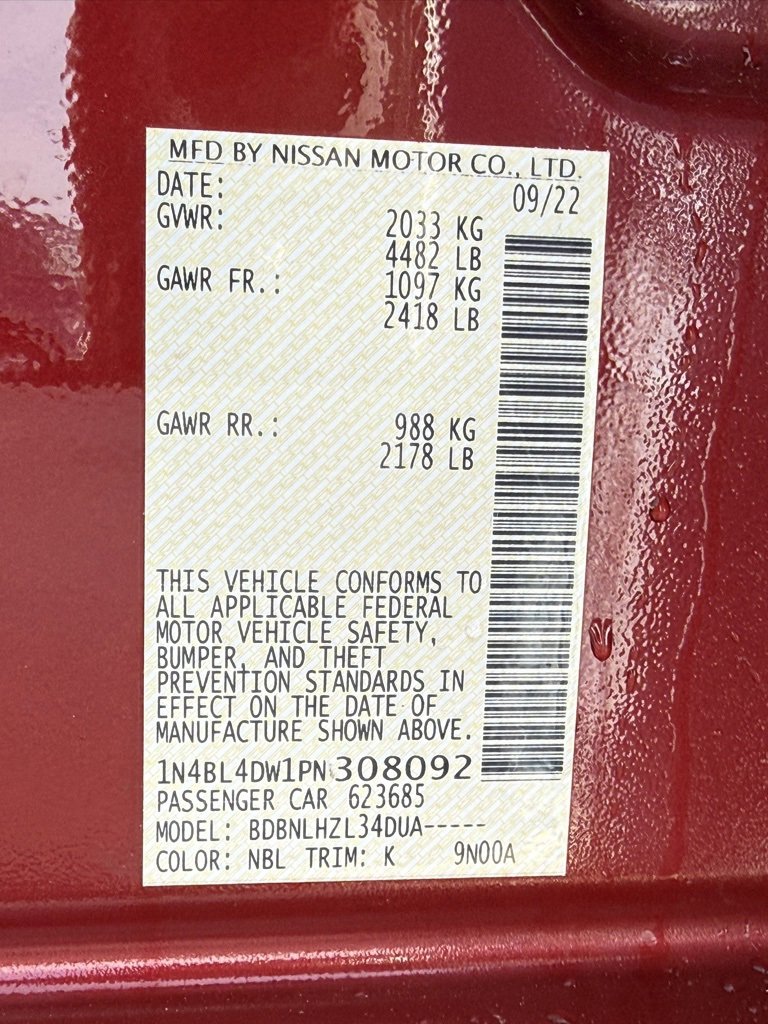 MFD BY NISSAN MOTOR CO., LTD.
DATE: 09/22
GVWR: 2033 KG
4482 LB
GAWR FR.: 1097 KG
2418 LB
GAWR RR.: 988 KG
2178 LB
THIS VEHICLE CONFORMS TO
ALL APPLICABLE FEDERAL
MOTOR VEHICLE SAFETY,
BUMPER, AND THEFT
PREVENTION STANDARDS IN
EFFECT ON THE DATE OF
MANUFACTURE SHOWN ABOVE.
1N4BL4DW1PN308092
PASSENGER CAR 623685
MODEL: BDBNLHZL34DUA-----
COLOR: NBL TRIM: K 9N00A